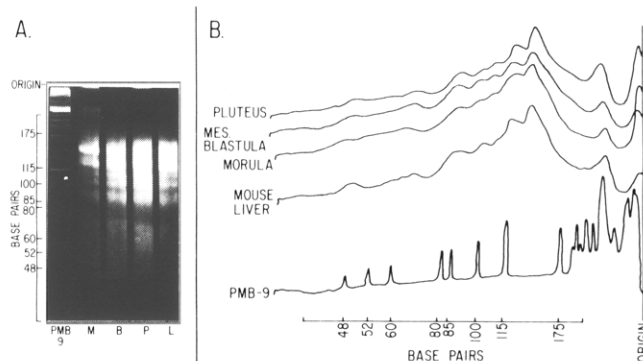 A.
ORIGIN-
175
115
100
85
80
60
52
48
BASE PAIRS
PMB
9
M B P L
B.
PLUTEUS
MES.
BLASTULA
MORULA
MOUSE
LIVER
PMB-9
48
52
60
80
85
100
115
175
ORIGIN
BASE PAIRS